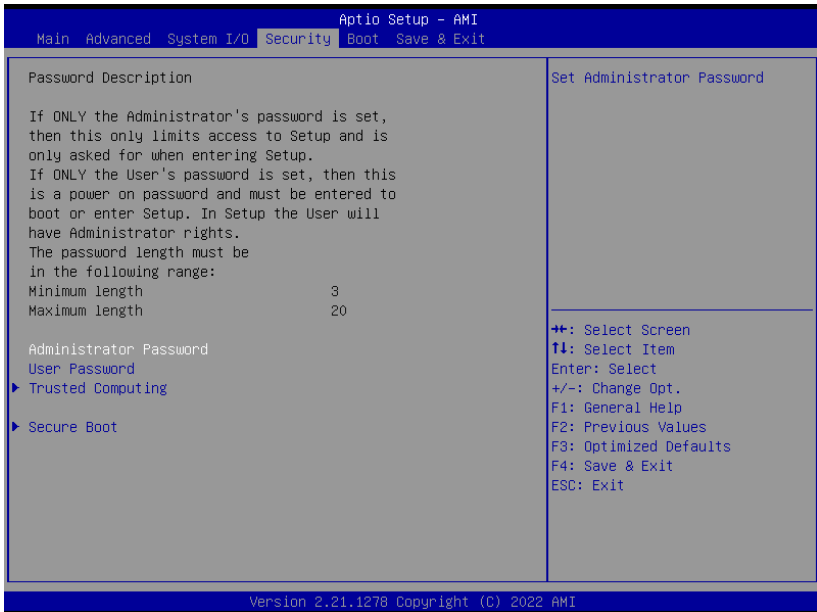 Aptio Setup – AMI
Main Advanced System I/O Security Boot Save & Exit
Password Description
If ONLY the Administrator's password is set,
then this only limits access to Setup and is
only asked for when entering Setup.
If ONLY the User's password is set, then this
is a power on password and must be entered to
boot or enter Setup. In Setup the User will
have Administrator rights.
The password length must be
in the following range:
Minimum length 3
Maximum length 20
Administrator Password
User Password
Trusted Computing
Secure Boot
Set Administrator Password
→←: Select Screen
↑↓: Select Item
Enter: Select
+/-: Change Opt.
F1: General Help
F2: Previous Values
F3: Optimized Defaults
F4: Save & Exit
ESC: Exit
Version 2.21.1278 Copyright (C) 2022 AMI